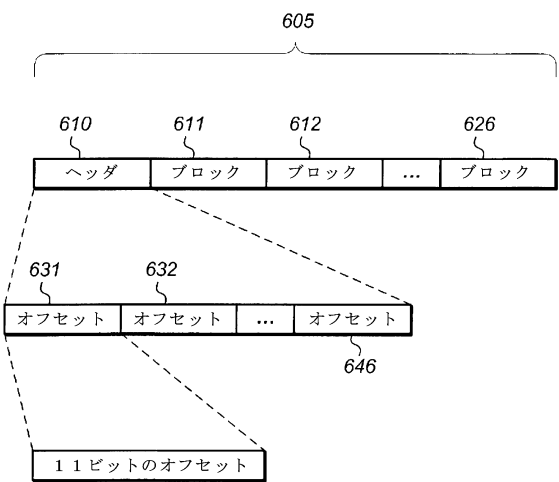 605
610 611 612 626
ヘッダ ブロック ブロック ... ブロック
631 632
オフセット オフセット ... オフセット
646
11ビットのオフセット